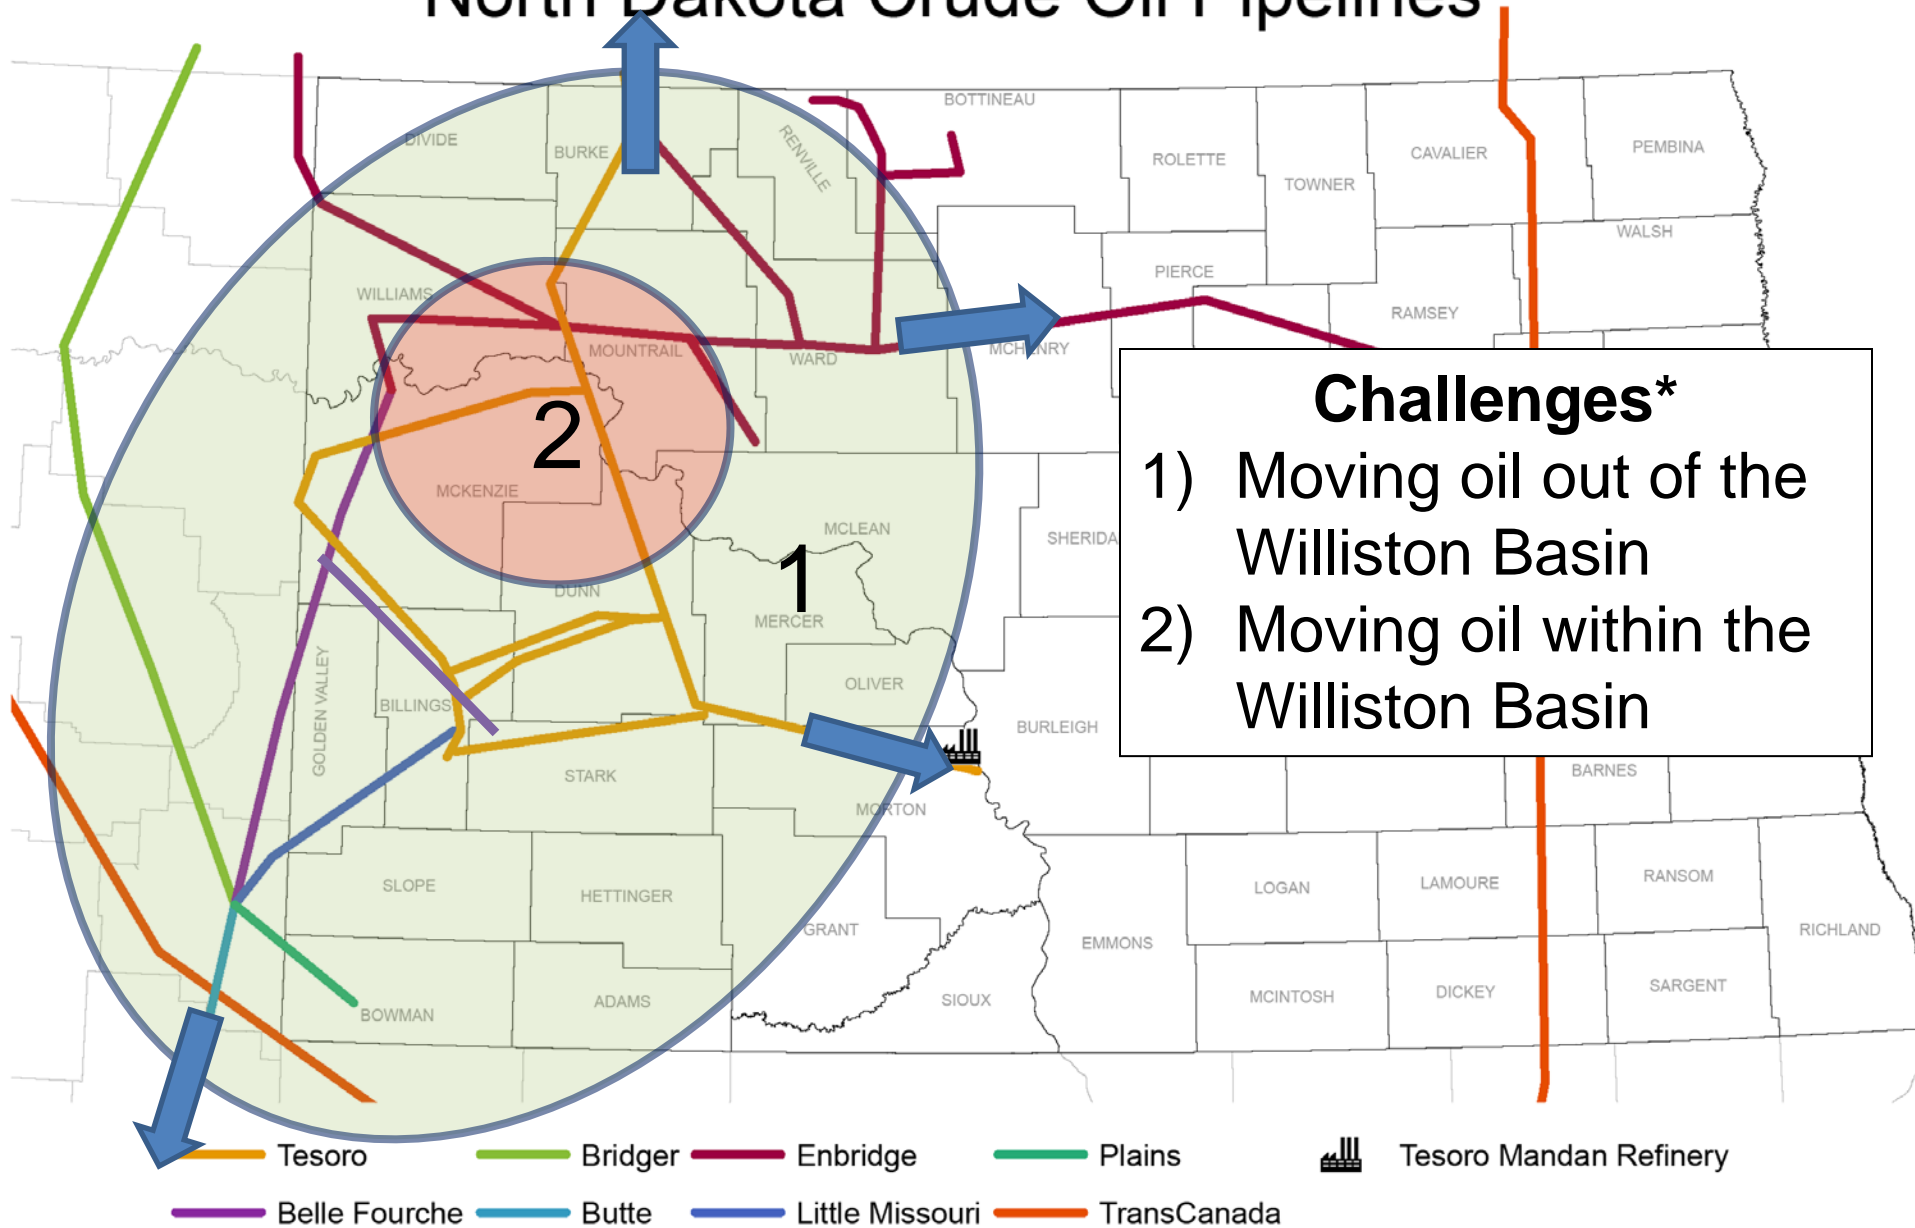 North Dakota Crude Oil Pipelines
BOTTINEAU
DIVIDE
BURKE
RENVILLE
ROLETTE
TOWNER
CAVALIER
PEMBINA
WALSH
PIERCE
WILLIAMS
RAMSEY
MOUNTRAIL
WARD
MCHENRY
Challenges*
1) Moving oil out of the
Williston Basin
2) Moving oil within the
Williston Basin
2
MCKENZIE
MCLEAN
SHERIDA
1
DUNN
MERCER
GOLDEN VALLEY
BILLINGS
OLIVER
BURLEIGH
STARK
BARNES
MORTON
SLOPE
HETTINGER
LOGAN
LAMOURE
RANSOM
GRANT
EMMONS
RICHLAND
BOWMAN
ADAMS
SIOUX
MCINTOSH
DICKEY
SARGENT
Tesoro
Bridger
Enbridge
Plains
Tesoro Mandan Refinery
Belle Fourche
Butte
Little Missouri
TransCanada